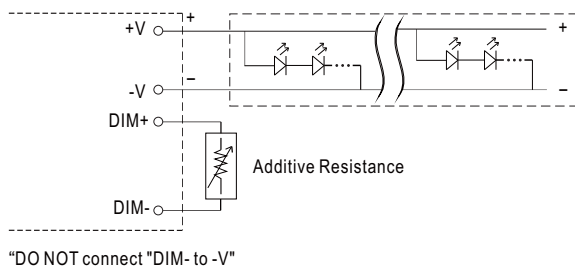 +V + +
-V − −
DIM+
Additive Resistance
DIM-
“DO NOT connect "DIM- to -V"